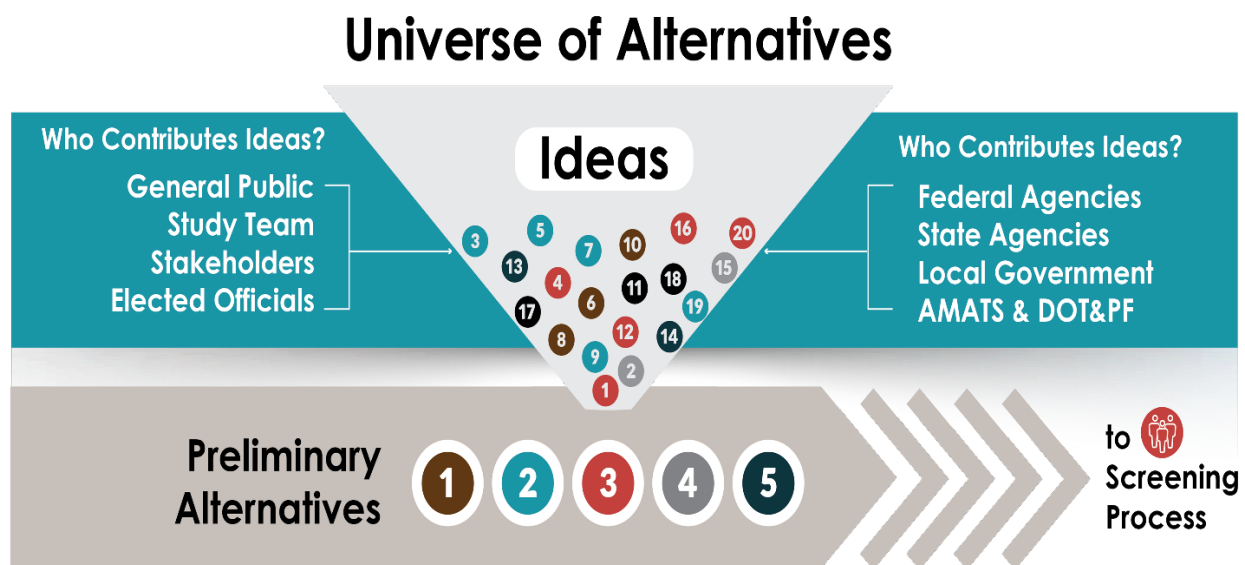 Universe of Alternatives
Who Contributes Ideas?
General Public
Study Team
Stakeholders
Elected Officials
Ideas
3
5
7
10
16
20
13
4
6
11
18
15
17
8
9
12
14
19
2
1
Who Contributes Ideas?
Federal Agencies
State Agencies
Local Government
AMATS & DOT&PF
Preliminary
Alternatives
1 2 3 4 5
to
Screening
Process